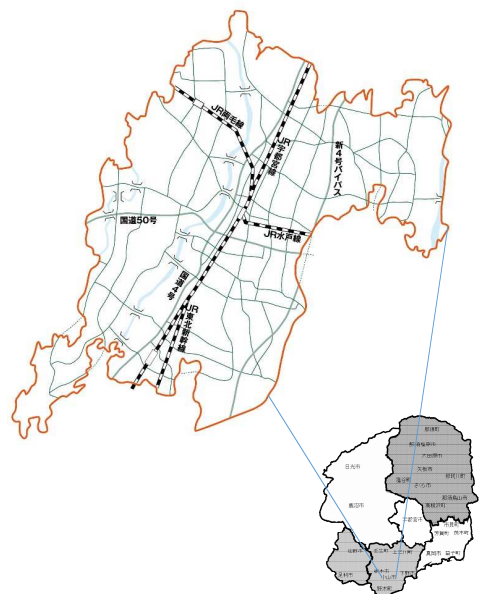 JR両毛線
JR宇都宮線
新4号バイパス
国道50号
JR水戸線
国道4号
JR東北新幹線
那須町
那須塩原市
大田原市
矢板市
那珂川町
塩谷町
さくら市
那須烏山市
高根沢町
日光市
鹿沼市
宇都宮市
市貝町
芳賀町
茂木町
真岡市
益子町
佐野市
壬生町
上三川町
栃木市
下野市
小山市
足利市
野木町